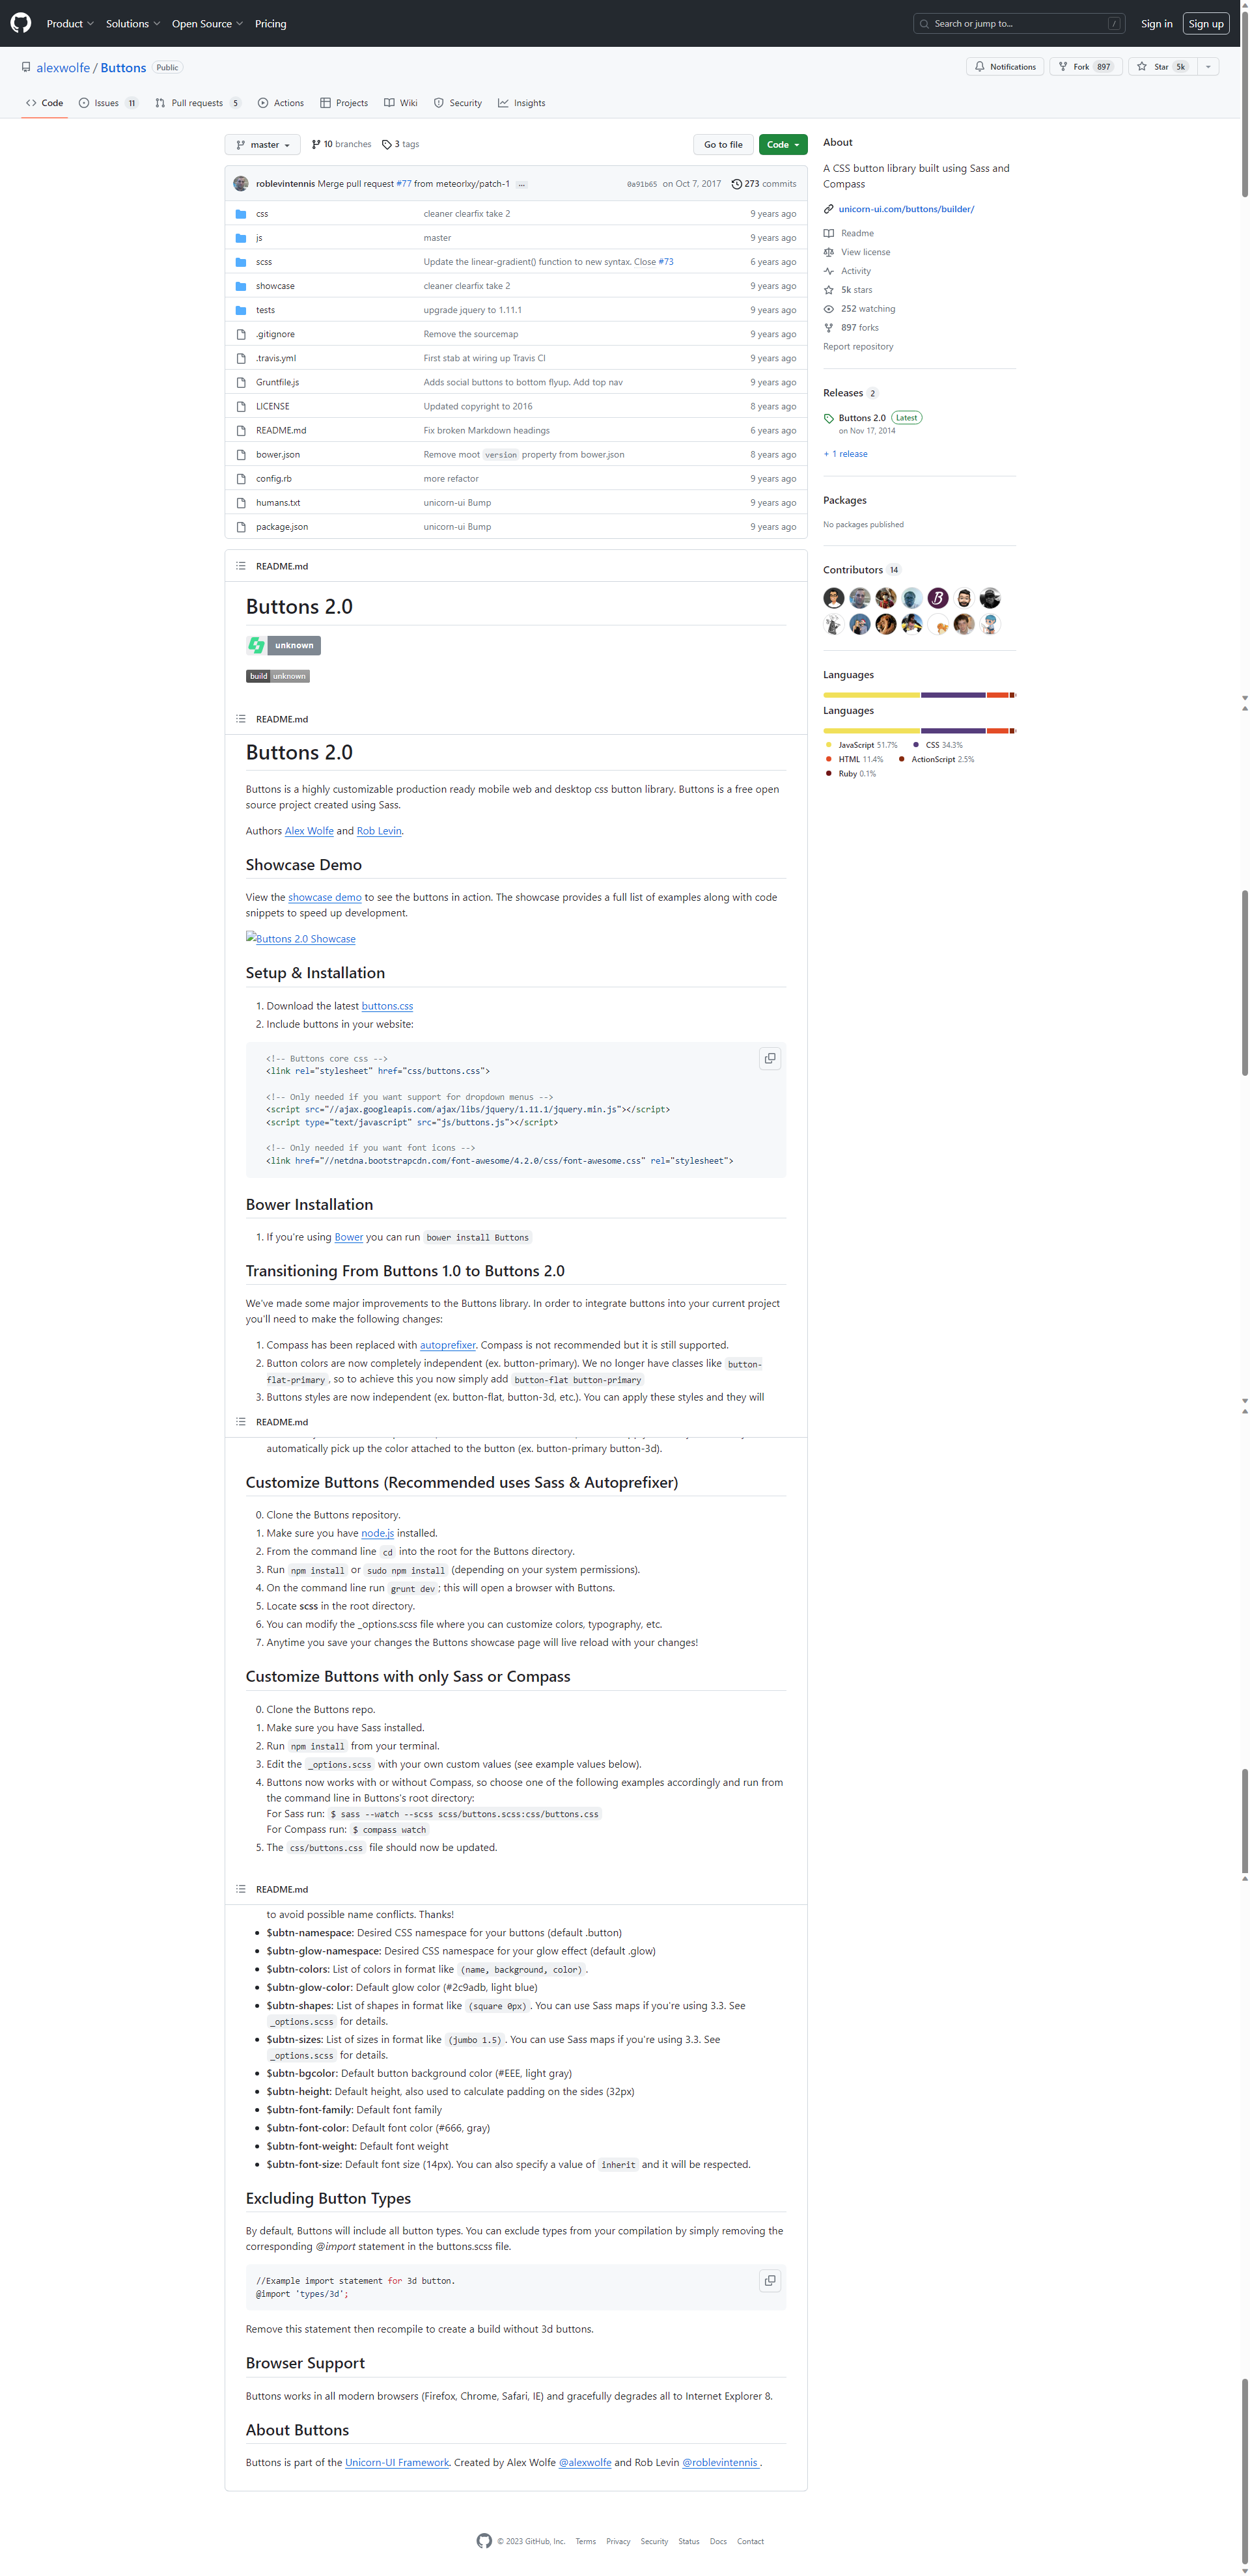 Product Solutions Open Source Pricing Search or jump to... / Sign in Sign up
alexwolfe / Buttons Public Notifications Fork 897 Star 5k
Code Issues 11 Pull requests 5 Actions Projects Wiki Security Insights
master 10 branches 3 tags Go to file Code
roblevintennis Merge pull request #77 from meteorlxy/patch-1 ... 0a91b65 on Oct 7, 2017 273 commits
css cleaner clearfix take 2 9 years ago
js master 9 years ago
scss Update the linear-gradient() function to new syntax. Close #73 6 years ago
showcase cleaner clearfix take 2 9 years ago
tests upgrade jquery to 1.11.1 9 years ago
.gitignore Remove the sourcemap 9 years ago
.travis.yml First stab at wiring up Travis CI 9 years ago
Gruntfile.js Adds social buttons to bottom flyup. Add top nav 9 years ago
LICENSE Updated copyright to 2016 8 years ago
README.md Fix broken Markdown headings 6 years ago
bower.json Remove moot version property from bower.json 8 years ago
config.rb more refactor 9 years ago
humans.txt unicorn-ui Bump 9 years ago
package.json unicorn-ui Bump 9 years ago
About
A CSS button library built using Sass and
Compass
unicorn-ui.com/buttons/builder/
Readme
View license
Activity
5k stars
252 watching
897 forks
Report repository
Releases 2
Buttons 2.0 Latest
on Nov 17, 2014
+ 1 release
Packages
No packages published
Contributors 14
Languages
Languages
JavaScript 51.7% CSS 34.3%
HTML 11.4% ActionScript 2.5%
Ruby 0.1%
README.md
Buttons 2.0
unknown
build unknown
README.md
Buttons 2.0
Buttons is a highly customizable production ready mobile web and desktop css button library. Buttons is a free open
source project created using Sass.
Authors Alex Wolfe and Rob Levin.
Showcase Demo
View the showcase demo to see the buttons in action. The showcase provides a full list of examples along with code
snippets to speed up development.
Buttons 2.0 Showcase
Setup & Installation
1. Download the latest buttons.css
2. Include buttons in your website:
<!-- Buttons core css -->
<link rel="stylesheet" href="css/buttons.css">
<!-- Only needed if you want support for dropdown menus -->
<script src="//ajax.googleapis.com/ajax/libs/jquery/1.11.1/jquery.min.js"></script>
<script type="text/javascript" src="js/buttons.js"></script>
<!-- Only needed if you want font icons -->
<link href="//netdna.bootstrapcdn.com/font-awesome/4.2.0/css/font-awesome.css" rel="stylesheet">
Bower Installation
1. If you're using Bower you can run bower install Buttons
Transitioning From Buttons 1.0 to Buttons 2.0
We've made some major improvements to the Buttons library. In order to integrate buttons into your current project
you'll need to make the following changes:
1. Compass has been replaced with autoprefixer. Compass is not recommended but it is still supported.
2. Button colors are now completely independent (ex. button-primary). We no longer have classes like button-
flat-primary , so to achieve this you now simply add button-flat button-primary
3. Buttons styles are now independent (ex. button-flat, button-3d, etc.). You can apply these styles and they will
README.md
automatically pick up the color attached to the button (ex. button-primary button-3d).
Customize Buttons (Recommended uses Sass & Autoprefixer)
0. Clone the Buttons repository.
1. Make sure you have node.js installed.
2. From the command line cd into the root for the Buttons directory.
3. Run npm install or sudo npm install (depending on your system permissions).
4. On the command line run grunt dev ; this will open a browser with Buttons.
5. Locate scss in the root directory.
6. You can modify the _options.scss file where you can customize colors, typography, etc.
7. Anytime you save your changes the Buttons showcase page will live reload with your changes!
Customize Buttons with only Sass or Compass
0. Clone the Buttons repo.
1. Make sure you have Sass installed.
2. Run npm install from your terminal.
3. Edit the _options.scss with your own custom values (see example values below).
4. Buttons now works with or without Compass, so choose one of the following examples accordingly and run from
the command line in Buttons's root directory:
For Sass run: $ sass --watch --scss scss/buttons.scss:css/buttons.css
For Compass run: $ compass watch
5. The css/buttons.css file should now be updated.
README.md
to avoid possible name conflicts. Thanks!
• $ubtn-namespace: Desired CSS namespace for your buttons (default .button)
• $ubtn-glow-namespace: Desired CSS namespace for your glow effect (default .glow)
• $ubtn-colors: List of colors in format like (name, background, color) .
• $ubtn-glow-color: Default glow color (#2c9adb, light blue)
• $ubtn-shapes: List of shapes in format like (square 0px) . You can use Sass maps if you're using 3.3. See
_options.scss for details.
• $ubtn-sizes: List of sizes in format like (jumbo 1.5) . You can use Sass maps if you're using 3.3. See
_options.scss for details.
• $ubtn-bgcolor: Default button background color (#EEE, light gray)
• $ubtn-height: Default height, also used to calculate padding on the sides (32px)
• $ubtn-font-family: Default font family
• $ubtn-font-color: Default font color (#666, gray)
• $ubtn-font-weight: Default font weight
• $ubtn-font-size: Default font size (14px). You can also specify a value of inherit and it will be respected.
Excluding Button Types
By default, Buttons will include all button types. You can exclude types from your compilation by simply removing the
corresponding @import statement in the buttons.scss file.
//Example import statement for 3d button.
@import 'types/3d';
Remove this statement then recompile to create a build without 3d buttons.
Browser Support
Buttons works in all modern browsers (Firefox, Chrome, Safari, IE) and gracefully degrades all to Internet Explorer 8.
About Buttons
Buttons is part of the Unicorn-UI Framework. Created by Alex Wolfe @alexwolfe and Rob Levin @roblevintennis .
© 2023 GitHub, Inc. Terms Privacy Security Status Docs Contact